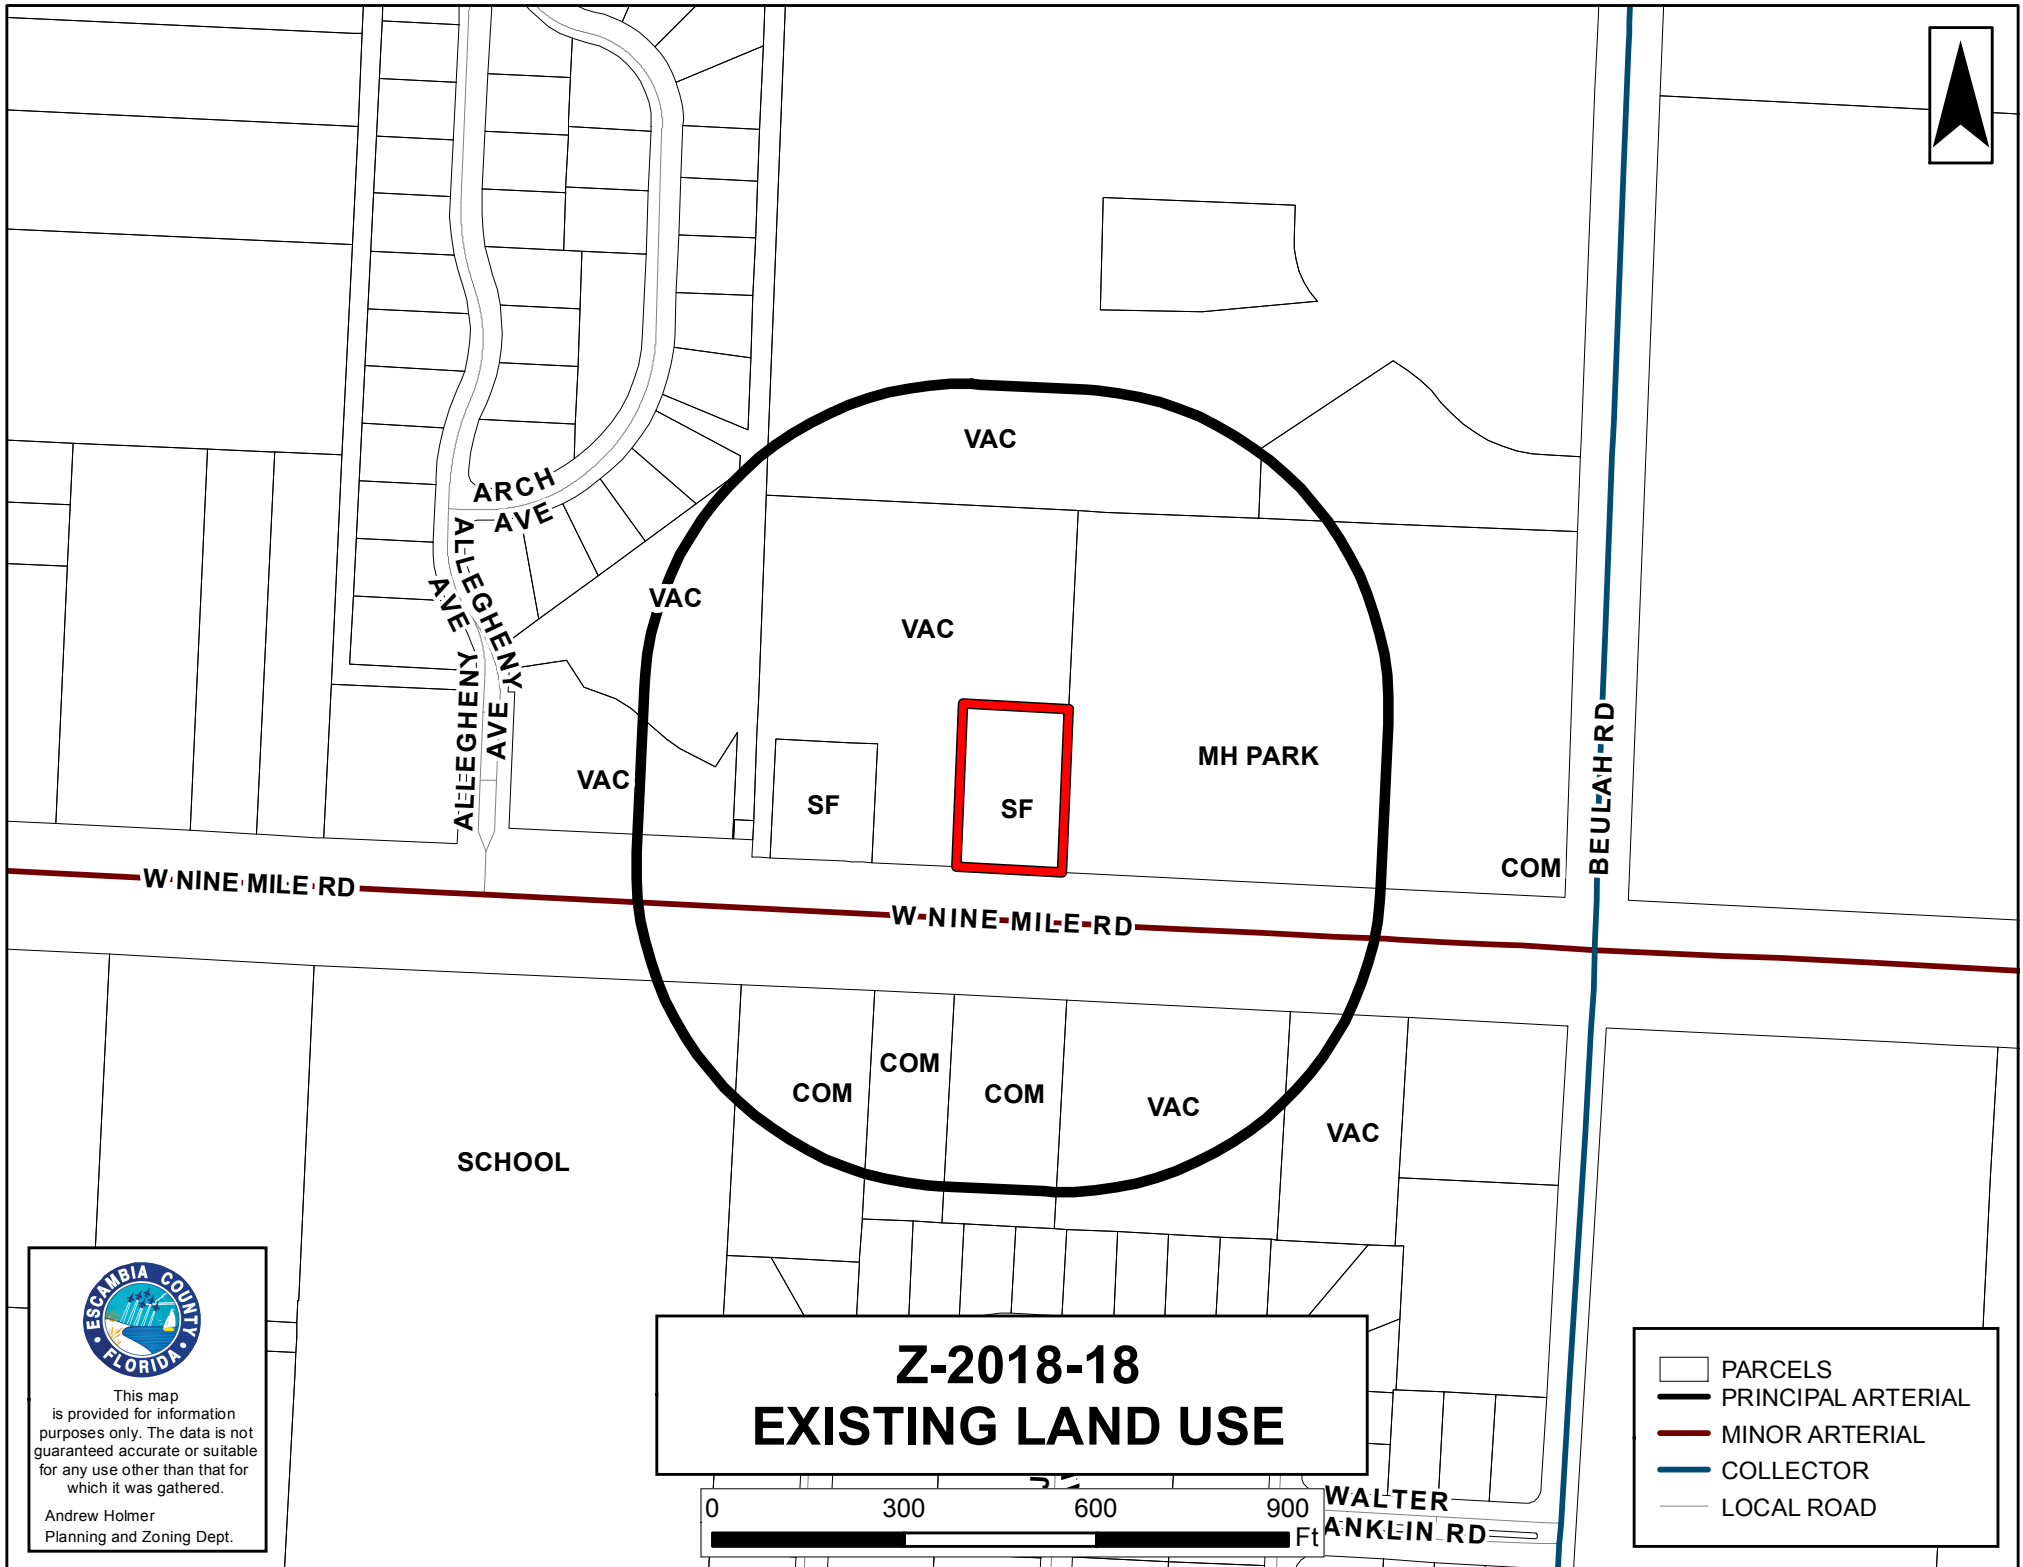 VAC
ARCH
AVE
ALLEGHENY
AVE
VAC
VAC
ALLEGHENY
AVE
VAC
SF
SF
MH PARK
BEULAH RD
COM
W NINE MILE RD
W NINE MILE RD
COM
COM
COM
VAC
VAC
SCHOOL
ESCAMBIA COUNTY
FLORIDA
This map
is provided for information
purposes only. The data is not
guaranteed accurate or suitable
for any use other than that for
which it was gathered.
Andrew Holmer
Planning and Zoning Dept.
Z-2018-18
EXISTING LAND USE
0 300 600 900
Ft
WALTER
ANKLIN RD
PARCELS
PRINCIPAL ARTERIAL
MINOR ARTERIAL
COLLECTOR
LOCAL ROAD